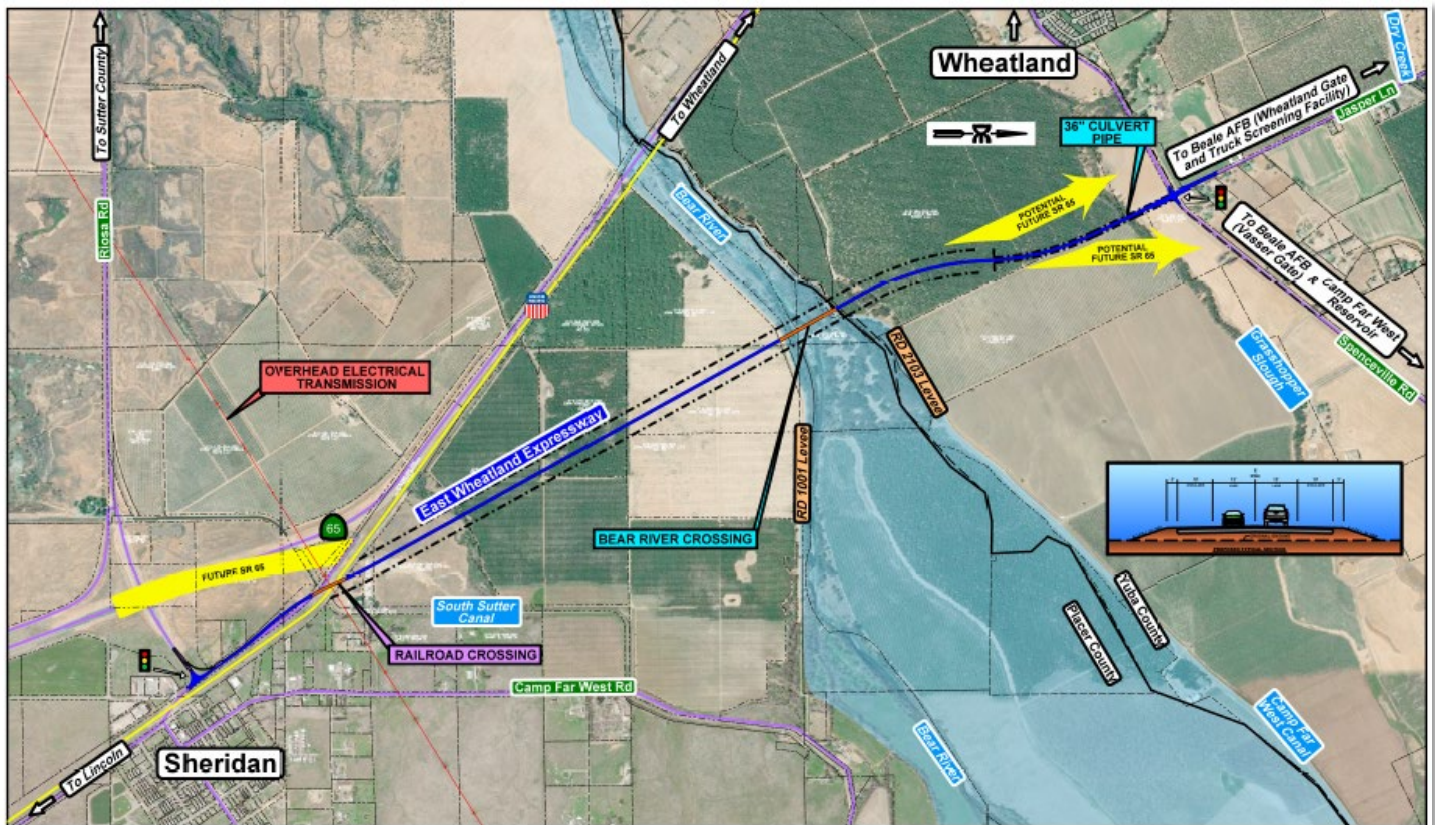 To Sutter County
Riosa Rd
To Wheatland
Wheatland
Dry Creek
To Beale AFB (Wheatland Gate
and Truck Screening Facility)
Jasper Ln
36" CULVERT
PIPE
Bear River
POTENTIAL
FUTURE SR 65
POTENTIAL
FUTURE SR 65
To Beale AFB
(Vasser Gate) & Camp Far West
Reservoir
Spenceville Rd
Grasshopper
Slough
OVERHEAD ELECTRICAL
TRANSMISSION
RD 2103 Levee
East Wheatland Expressway
RD 1001 Levee
BEAR RIVER CROSSING
65
FUTURE SR 65
South Sutter
Canal
RAILROAD CROSSING
Yuba County
Placer County
Camp Far West Rd
Camp Far
West Canal
Bear River
Sheridan
To Lincoln